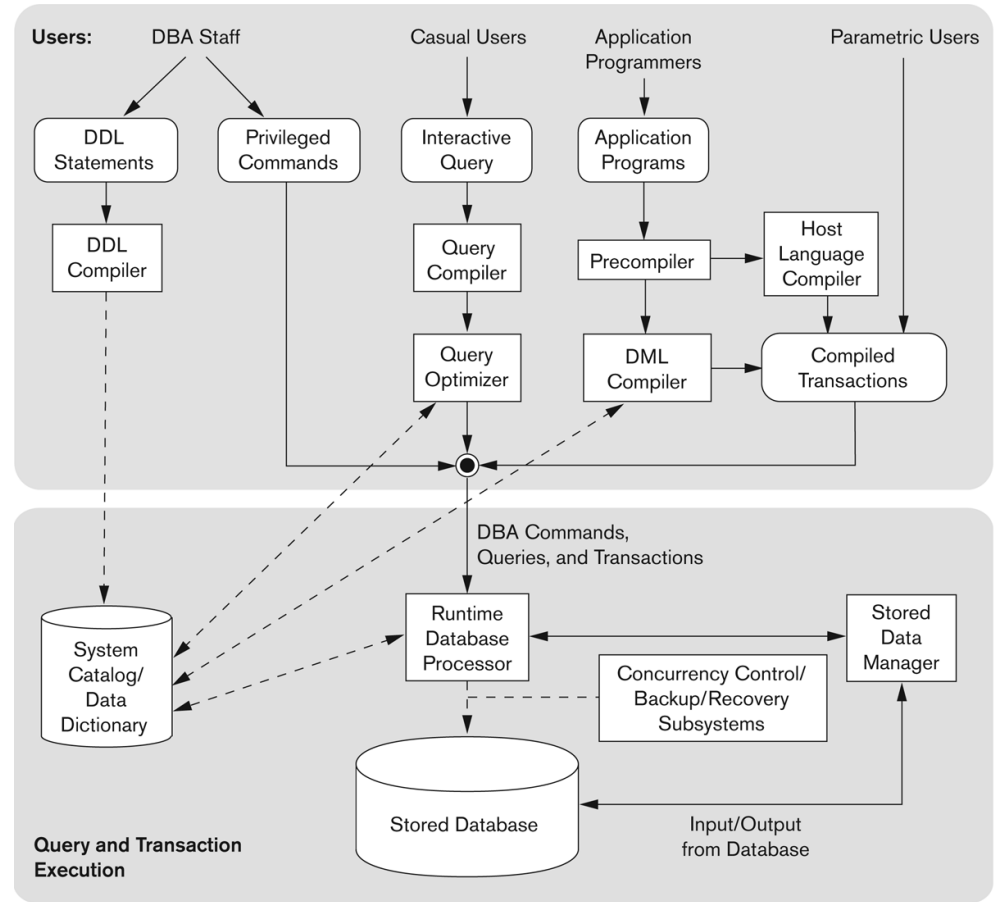 Users:
DBA Staff
Casual Users
Application
Programmers
Parametric Users
DDL
Statements
Privileged
Commands
Interactive
Query
Application
Programs
DDL
Compiler
Query
Compiler
Precompiler
Host
Language
Compiler
Query
Optimizer
DML
Compiler
Compiled
Transactions
DBA Commands,
Queries, and Transactions
System
Catalog/
Data
Dictionary
Runtime
Database
Processor
Stored
Data
Manager
Concurrency Control/
Backup/Recovery
Subsystems
Stored Database
Input/Output
from Database
Query and Transaction
Execution